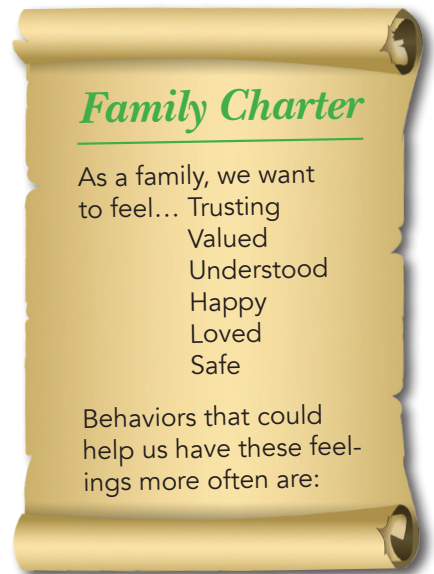 Family Charter
As a family, we want
to feel... Trusting
Valued
Understood
Happy
Loved
Safe
Behaviors that could
help us have these feel-
ings more often are: